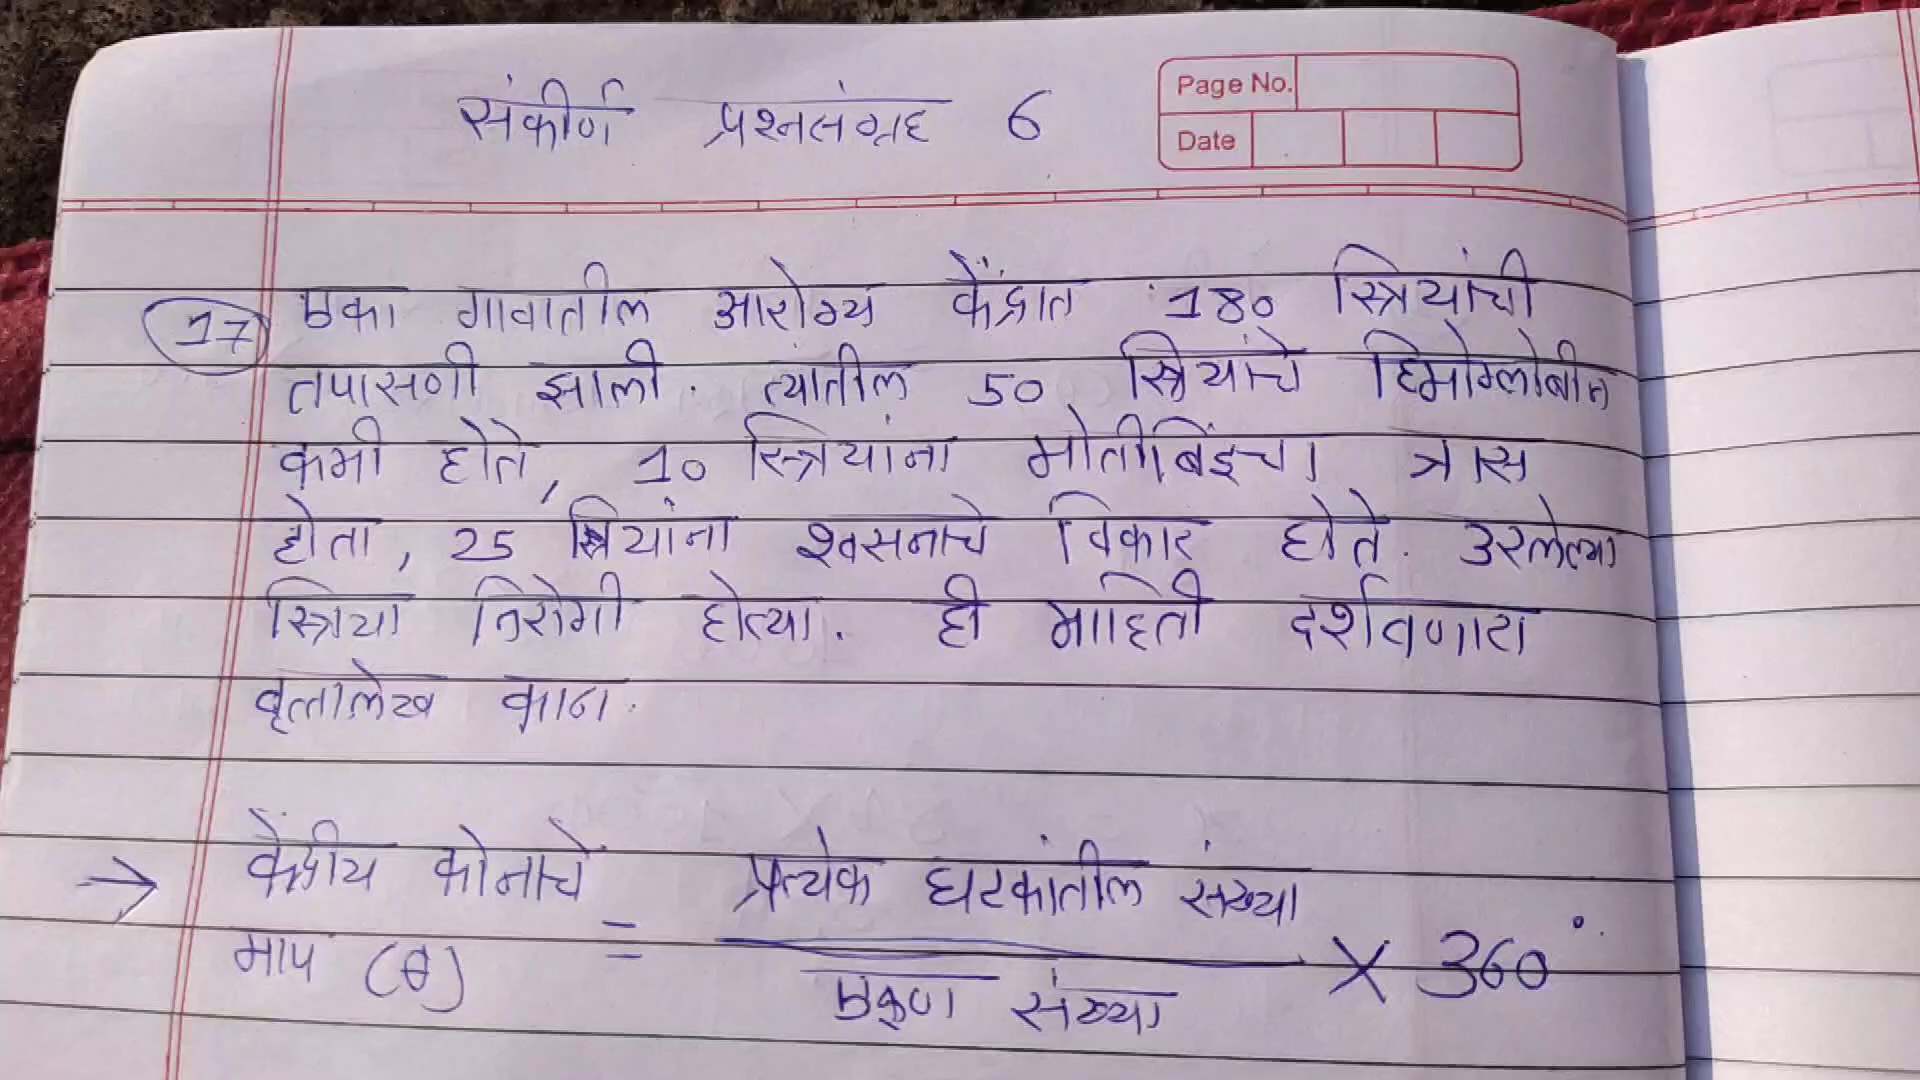 संकीर्ण प्रश्नसंग्रह 6
Page No.
Date
17 एका गावातील आरोग्य केंद्रात 180 स्त्रियांची
तपासणी झाली. त्यांतील 50 स्त्रियांचे हिमोग्लोबीन
कमी होते, 10 स्त्रियांना मोतीबिंदूचा त्रास
होता, 25 स्त्रियांना श्वसनाचे विकार होते. उरलेल्या
स्त्रिया निरोगी होत्या. ही माहिती दर्शवणारा
वृत्तालेख काढा.
→ केंद्रीय कोनाचे प्रत्येक घटकांतील संख्या
माप (θ) = × 360°
एकूण संख्या